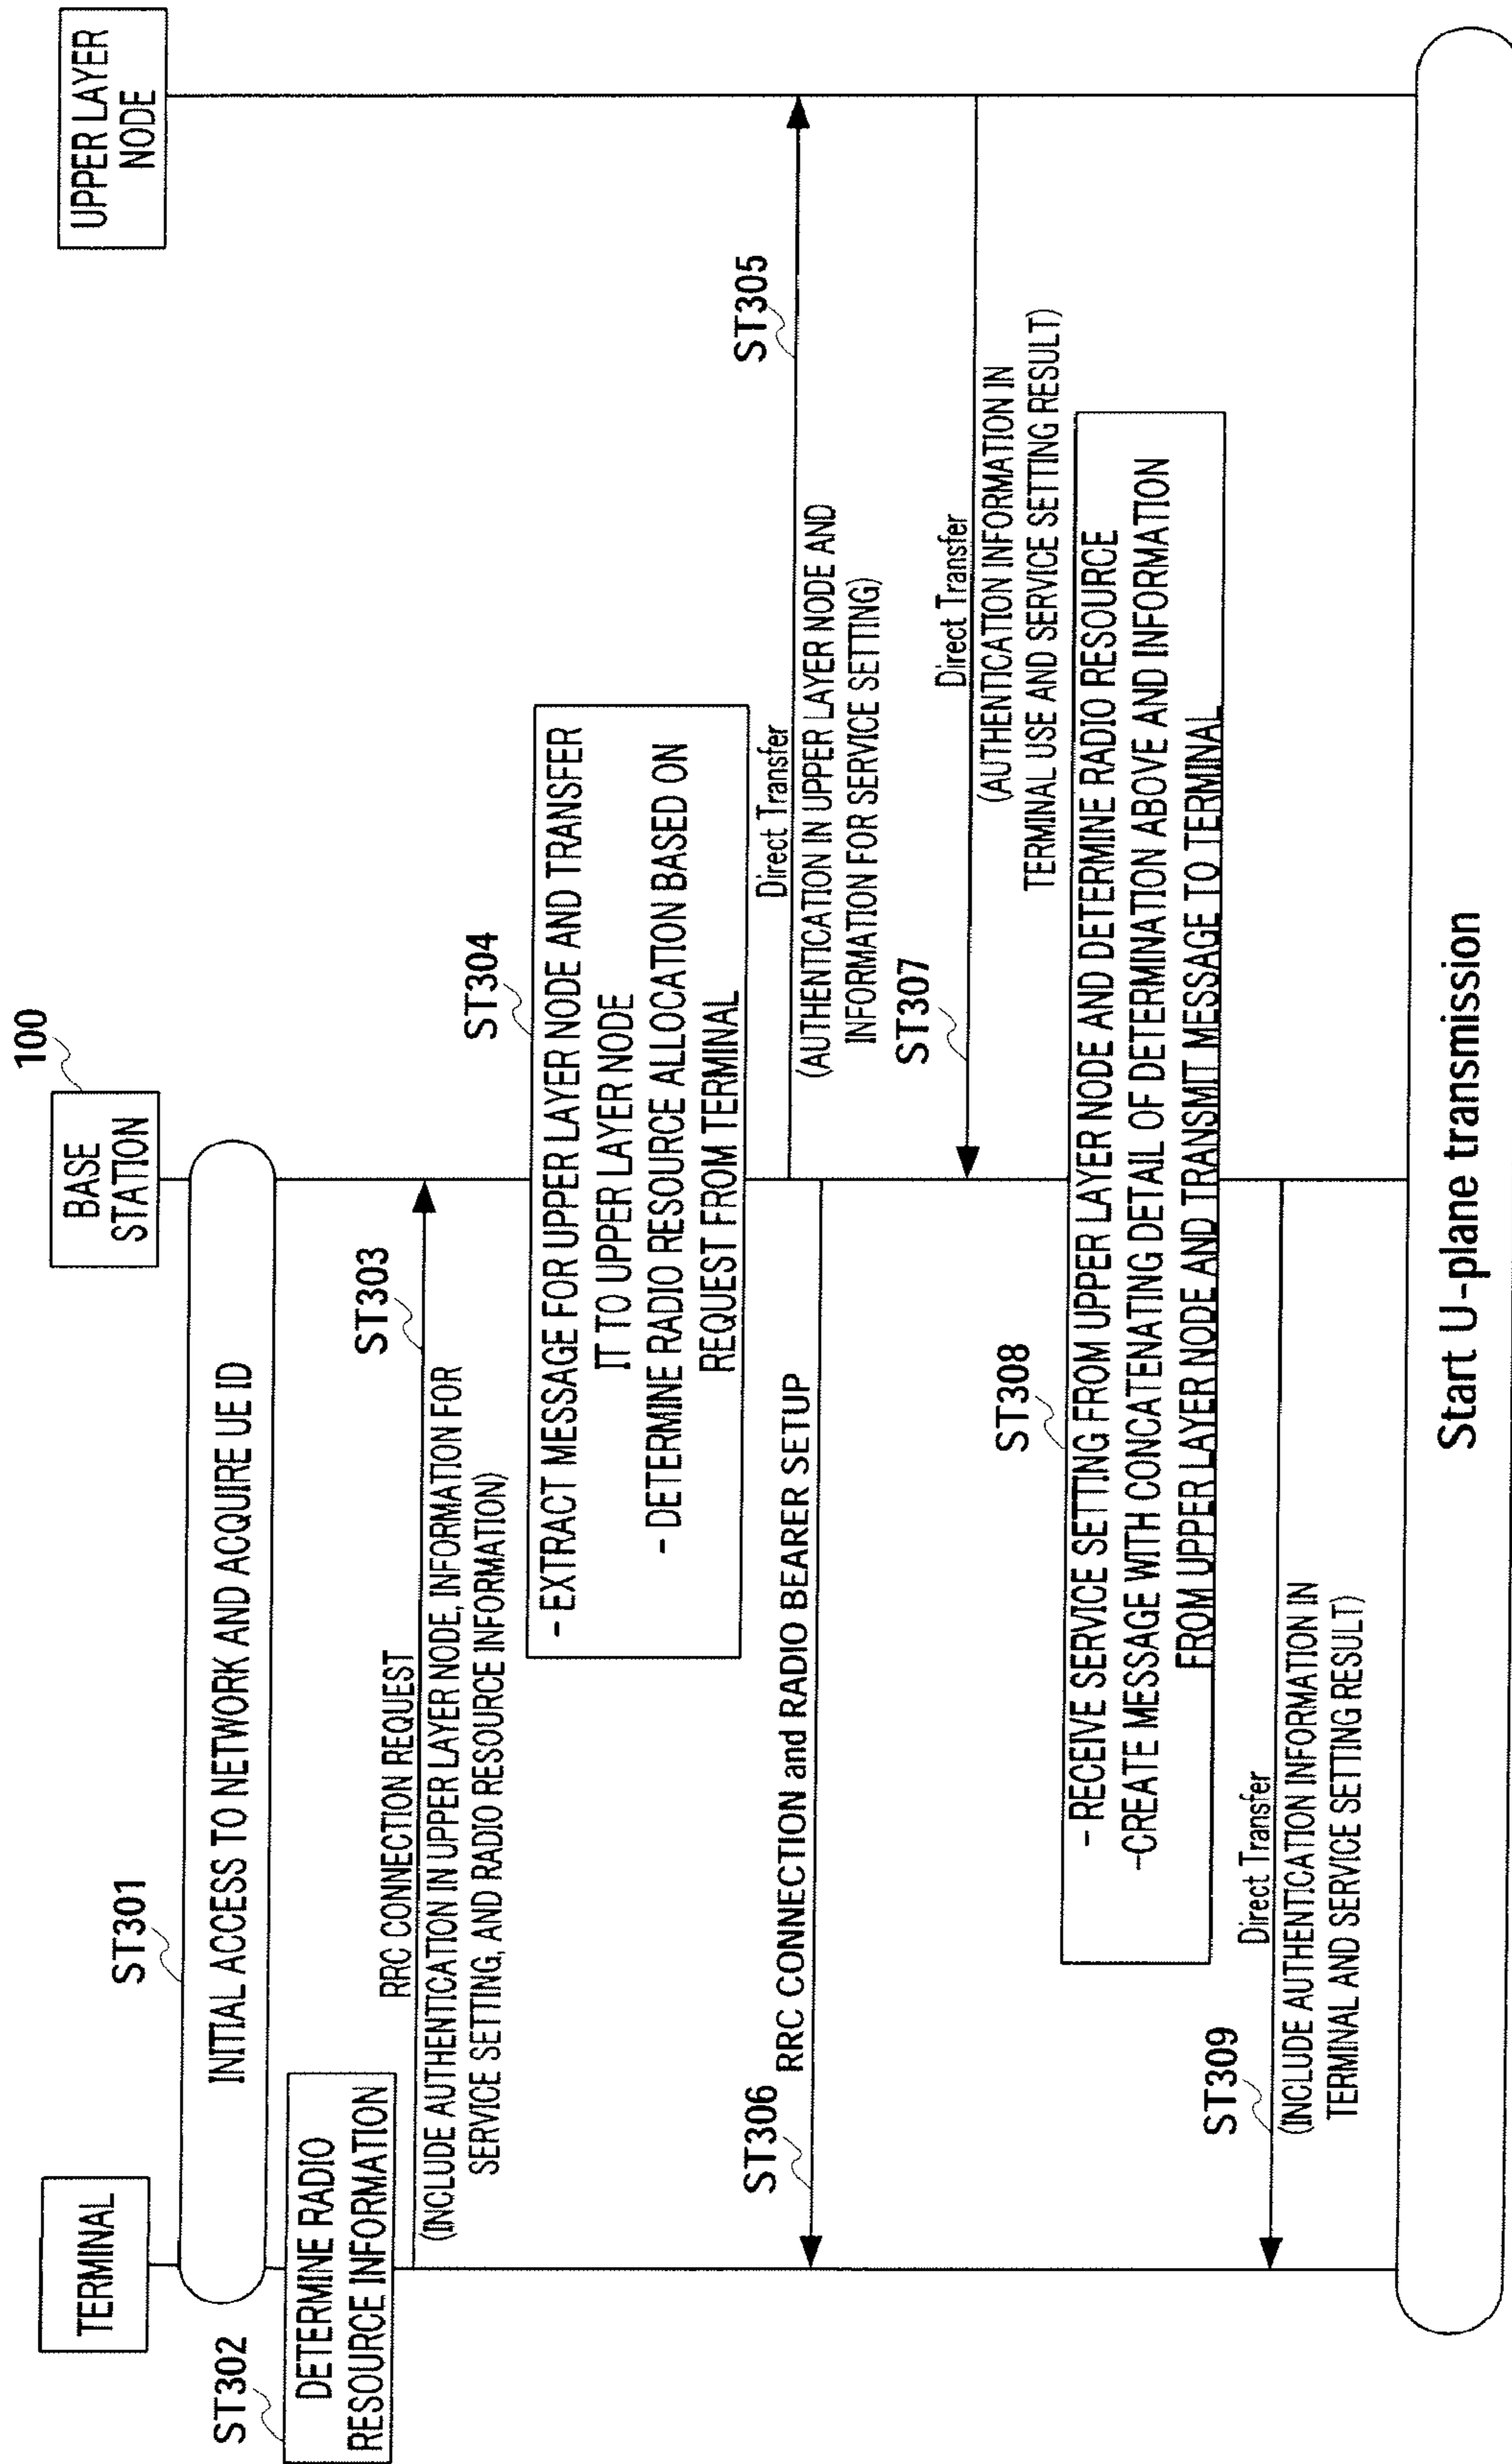 TERMINAL
100
BASE
STATION
UPPER LAYER
NODE
ST301
INITIAL ACCESS TO NETWORK AND ACQUIRE UE ID
ST302
DETERMINE RADIO
RESOURCE INFORMATION
ST303
RRC CONNECTION REQUEST
(INCLUDE AUTHENTICATION IN UPPER LAYER NODE, INFORMATION FOR
SERVICE SETTING, AND RADIO RESOURCE INFORMATION)
ST304
- EXTRACT MESSAGE FOR UPPER LAYER NODE AND TRANSFER
IT TO UPPER LAYER NODE
- DETERMINE RADIO RESOURCE ALLOCATION BASED ON
REQUEST FROM TERMINAL
ST305
Direct Transfer
(AUTHENTICATION IN UPPER LAYER NODE AND
INFORMATION FOR SERVICE SETTING)
ST306
RRC CONNECTION and RADIO BEARER SETUP
ST307
Direct Transfer
(AUTHENTICATION INFORMATION IN
TERMINAL USE AND SERVICE SETTING RESULT)
ST308
- RECEIVE SERVICE SETTING FROM UPPER LAYER NODE AND DETERMINE RADIO RESOURCE
-CREATE MESSAGE WITH CONCATENATING DETAIL OF DETERMINATION ABOVE AND INFORMATION
FROM UPPER LAYER NODE AND TRANSMIT MESSAGE TO TERMINAL
ST309
Direct Transfer
(INCLUDE AUTHENTICATION INFORMATION IN
TERMINAL AND SERVICE SETTING RESULT)
Start U-plane transmission